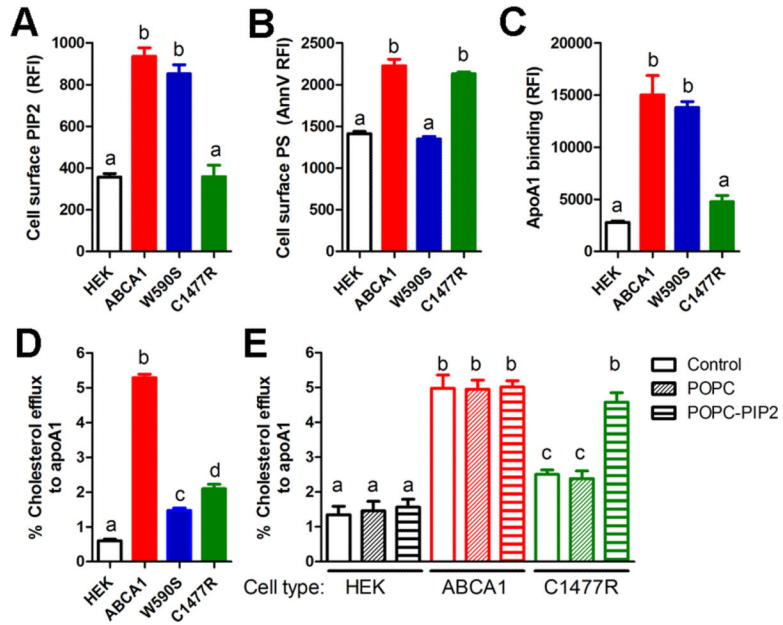 A
Cell surface PIP2 (RFI)
1000
800
600
400
200
0
a
b
b
a
HEK
ABCA1
W590S
C1477R
B
Cell surface PS (AnnV RFI)
2500
2000
1500
1000
500
0
a
b
a
b
HEK
ABCA1
W590S
C1477R
C
ApoA1 binding (RFI)
20000
15000
10000
5000
0
a
b
b
a
HEK
ABCA1
W590S
C1477R
D
% Cholesterol efflux
to apoA1
6
5
4
3
2
1
0
a
b
c
d
HEK
ABCA1
W590S
C1477R
E
% Cholesterol efflux
to apoA1
6
5
4
3
2
1
0
a a a
b b b
c c b
Cell type: HEK ABCA1 C1477R
Control
POPC
POPC-PIP2